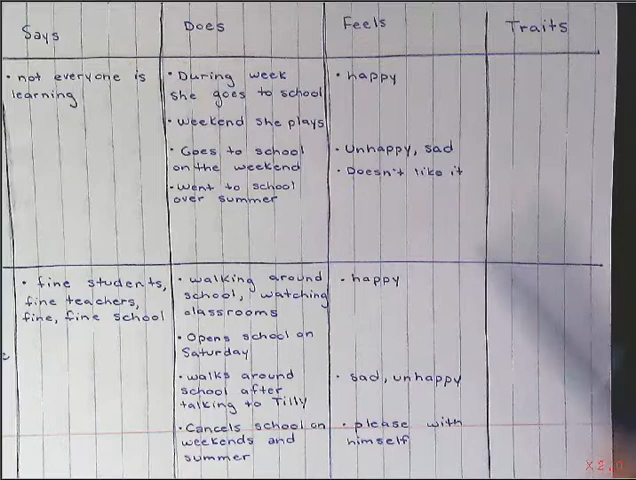 Says Does Feels Traits
• not everyone is
learning
• During week
she goes to school
• weekend she plays
• Goes to school
on the weekend
• went to school
over summer
• happy
• Unhappy, sad
• Doesn't like it
• fine students,
fine teachers,
fine, fine school
• walking around
school, watching
classrooms
• Opens school on
Saturday
• walks around
school after
talking to Tilly
• Cancels school on
weekends and
summer
• happy
• sad, unhappy
• please with
himself